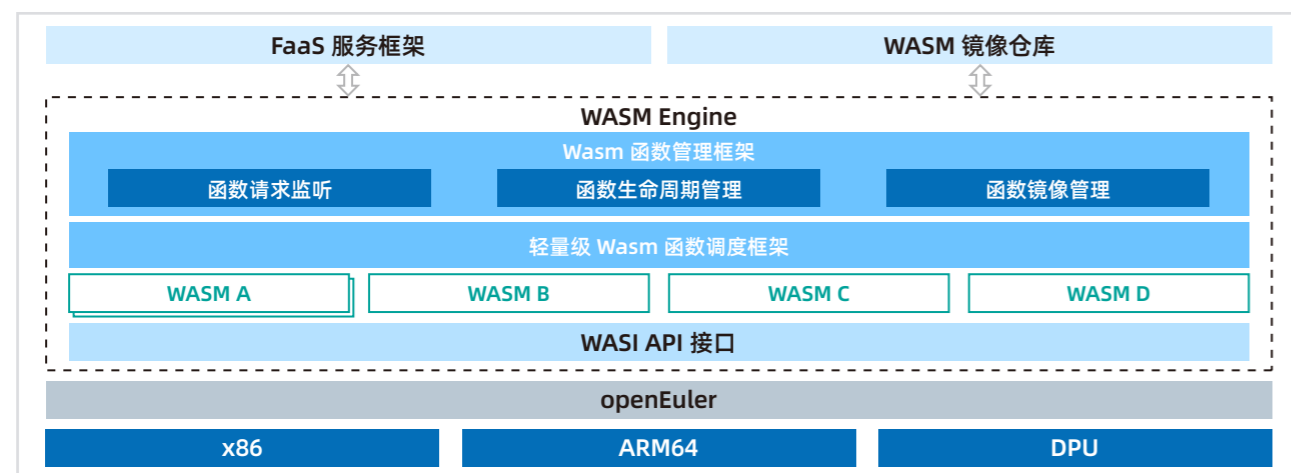 FaaS 服务框架
WASM 镜像仓库
WASM Engine
Wasm 函数管理框架
函数请求监听
函数生命周期管理
函数镜像管理
轻量级 Wasm 函数调度框架
WASM A
WASM B
WASM C
WASM D
WASI API 接口
openEuler
x86
ARM64
DPU